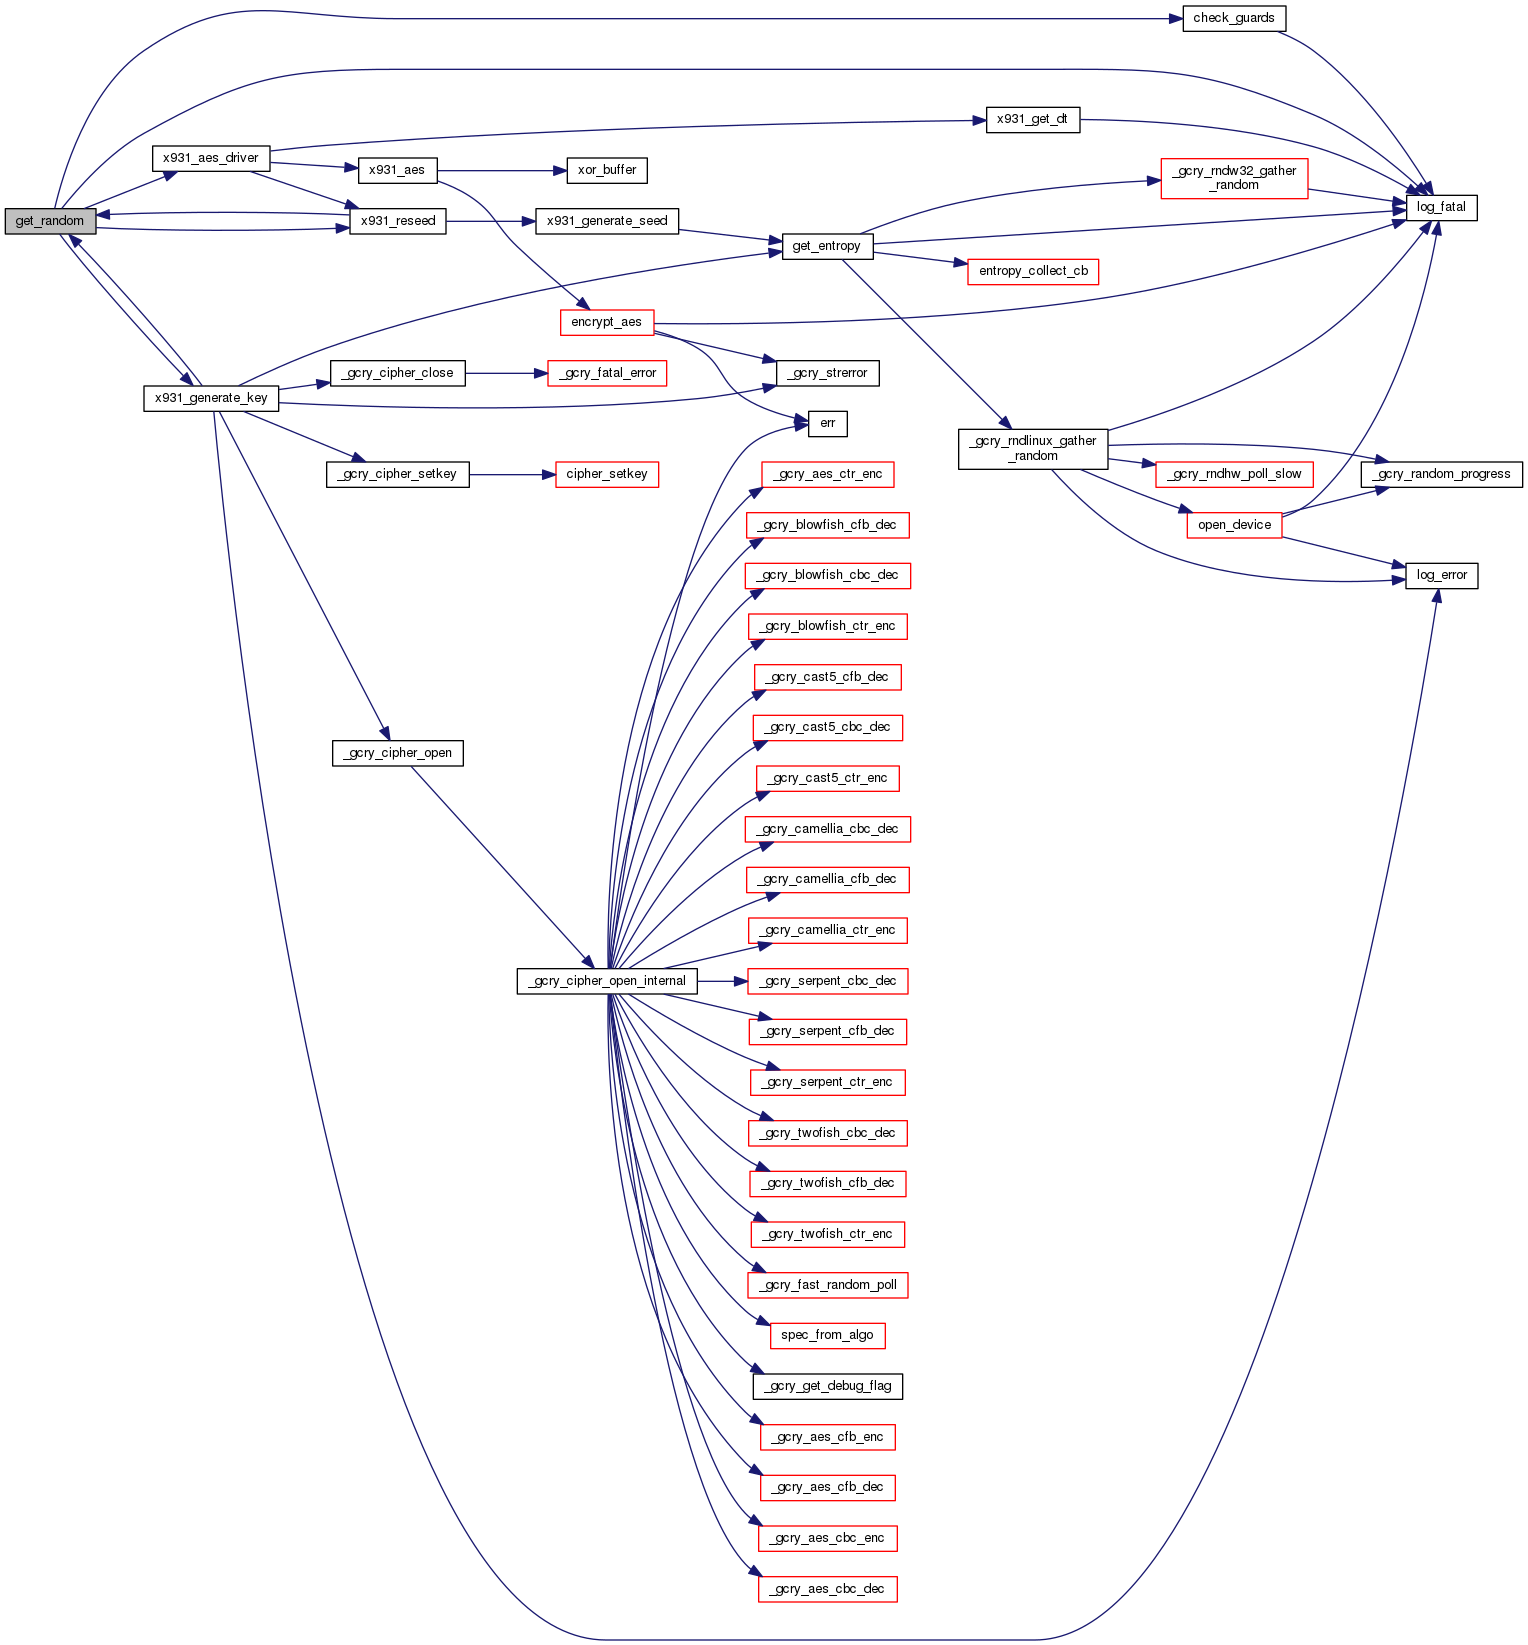 check_guards
x931_get_dt
x931_aes_driver
x931_aes
xor_buffer
_gcry_rndw32_gather
_random
log_fatal
get_random
x931_reseed
x931_generate_seed
get_entropy
entropy_collect_cb
encrypt_aes
_gcry_cipher_close
_gcry_fatal_error
_gcry_strerror
x931_generate_key
err
_gcry_rndlinux_gather
_random
_gcry_cipher_setkey
cipher_setkey
_gcry_aes_ctr_enc
_gcry_rndhw_poll_slow
_gcry_random_progress
_gcry_blowfish_cfb_dec
open_device
_gcry_blowfish_cbc_dec
log_error
_gcry_blowfish_ctr_enc
_gcry_cast5_cfb_dec
_gcry_cast5_cbc_dec
_gcry_cipher_open
_gcry_cast5_ctr_enc
_gcry_camellia_cbc_dec
_gcry_camellia_cfb_dec
_gcry_camellia_ctr_enc
_gcry_cipher_open_internal
_gcry_serpent_cbc_dec
_gcry_serpent_cfb_dec
_gcry_serpent_ctr_enc
_gcry_twofish_cbc_dec
_gcry_twofish_cfb_dec
_gcry_twofish_ctr_enc
_gcry_fast_random_poll
spec_from_algo
_gcry_get_debug_flag
_gcry_aes_cfb_enc
_gcry_aes_cfb_dec
_gcry_aes_cbc_enc
_gcry_aes_cbc_dec